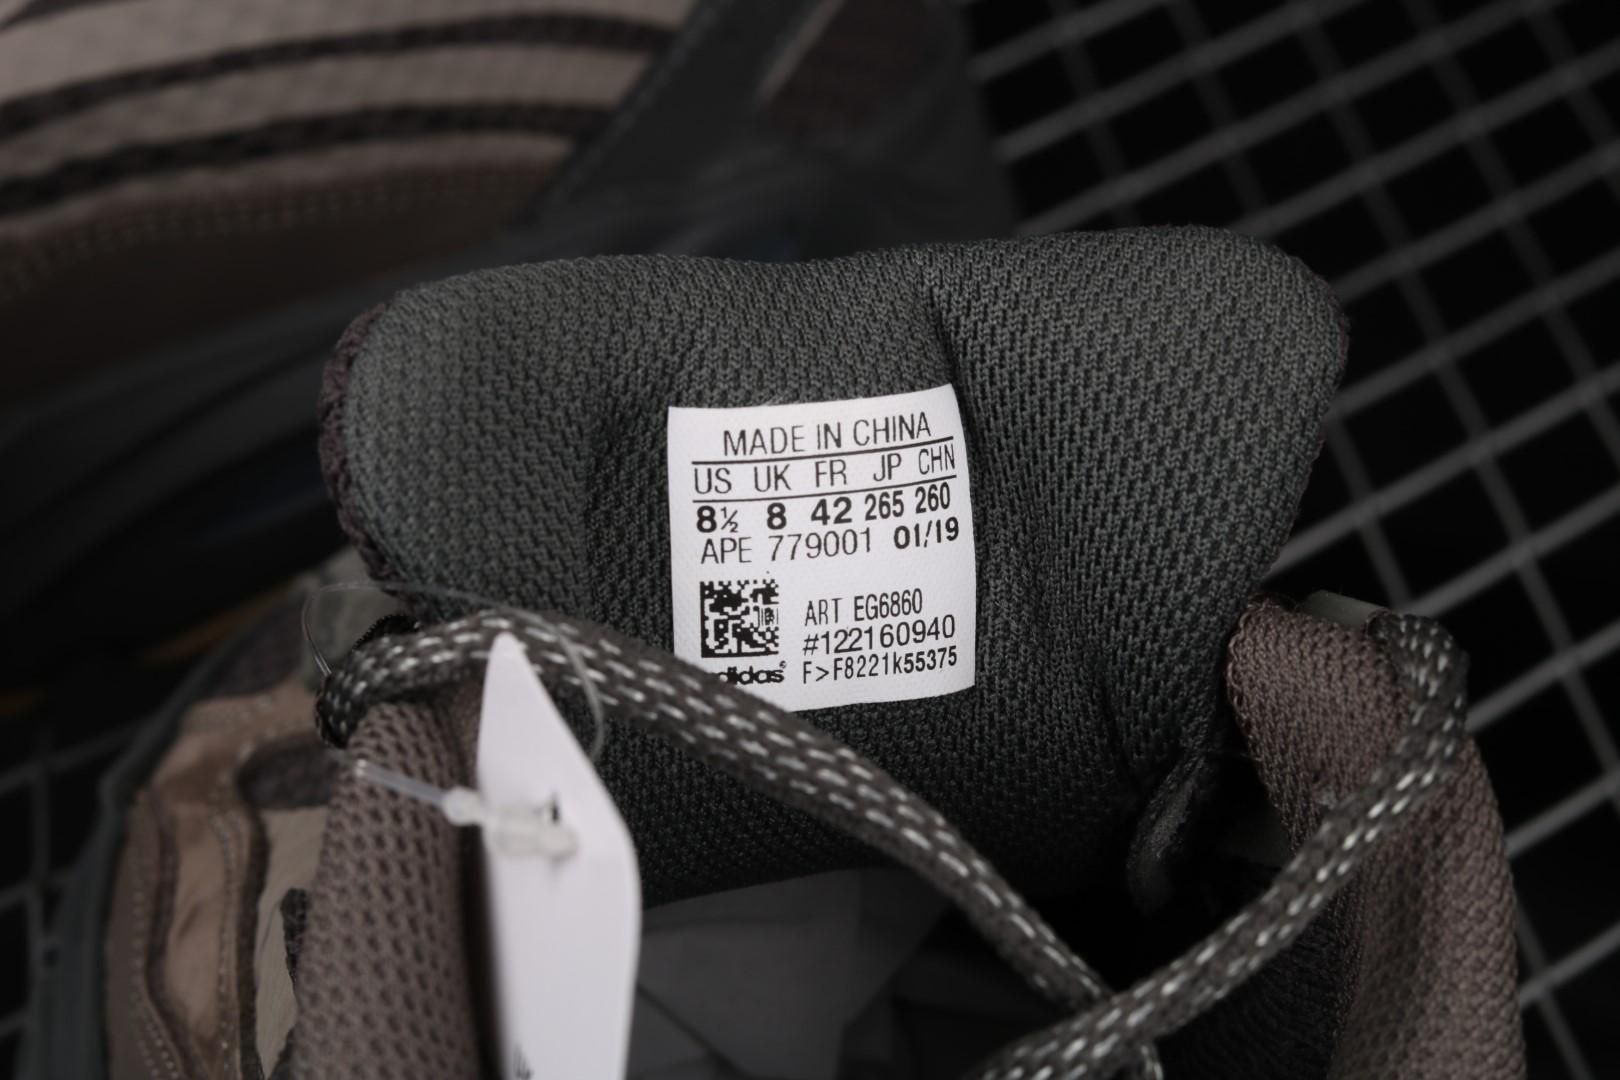 MADE IN CHINA
US UK FR JP CHN
8½ 8 42 265 260
APE 779001 01/19
ART EG6860
#122160940
adidas® F>F8221k55375